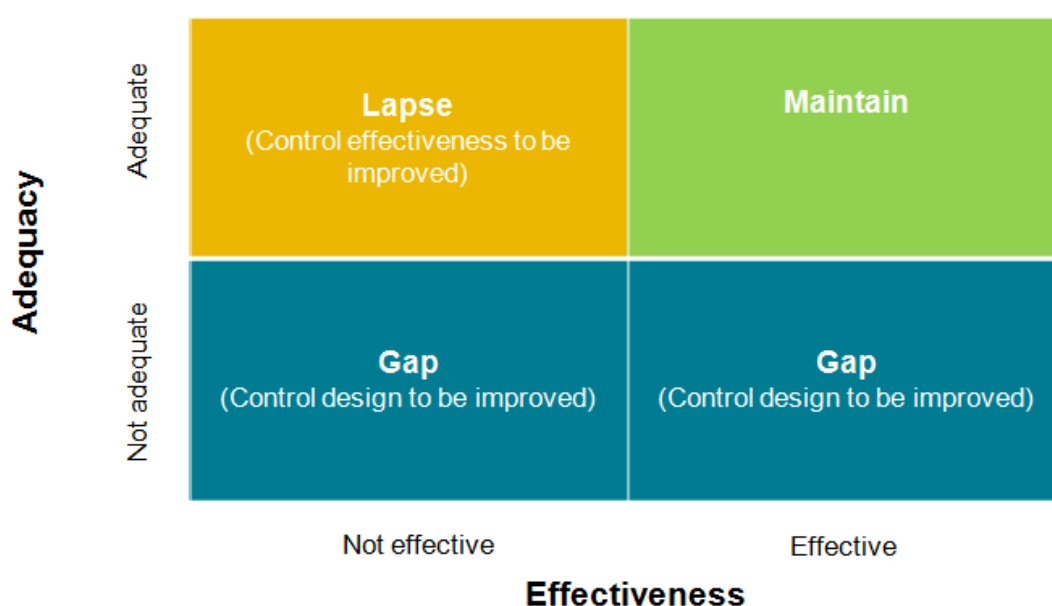 Adequacy
Adequate
Lapse
(Control effectiveness to be
improved)
Maintain
Not adequate
Gap
(Control design to be improved)
Gap
(Control design to be improved)
Not effective
Effective
Effectiveness